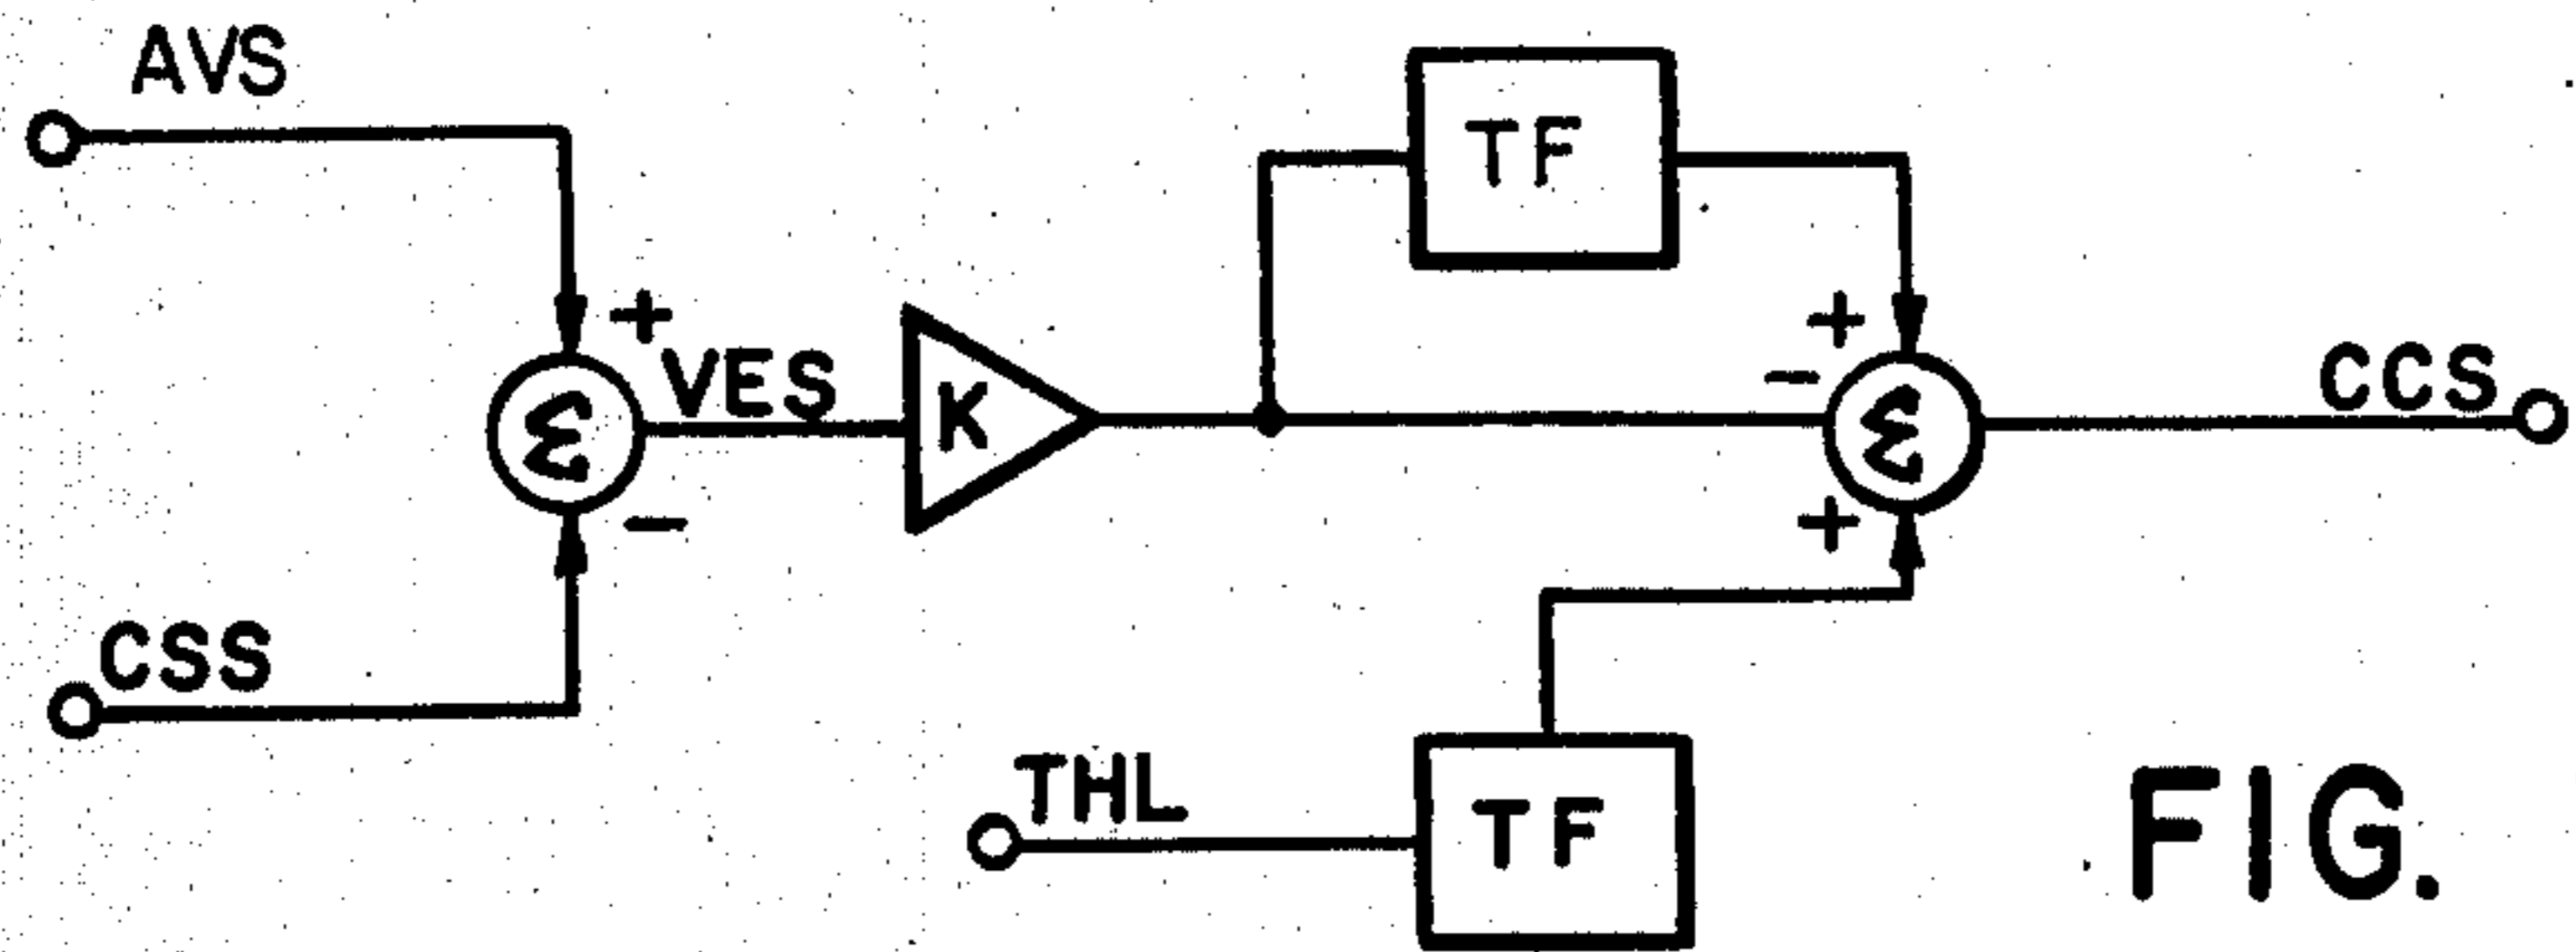 AVS
TF
+
+
VES
K
-
Σ
Σ
CCS
-
+
CSS
THL
TF
FIG.